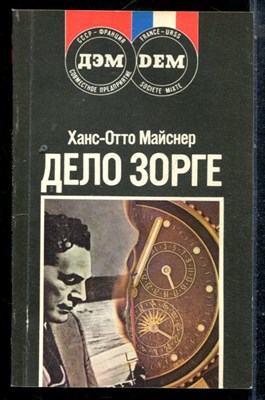 СССР - ФРАНЦИЯ
ДЭМ
СОВМЕСТНОЕ ПРЕДПРИЯТИЕ
FRANCE - URSS
DEM
SOCIETE MIXTE
Ханс-Отто Майснер
ДЕЛО ЗОРГЕ